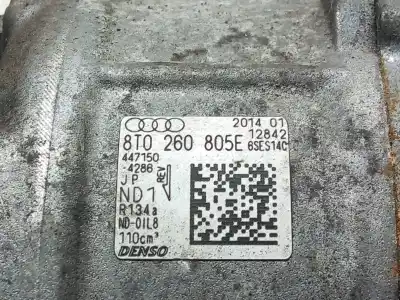 2014 01
12842
8T0 260 805E 6SES14C
447150
-4286
JP REV
ND1
R134a
ND-OIL8
110cm³
DENSO